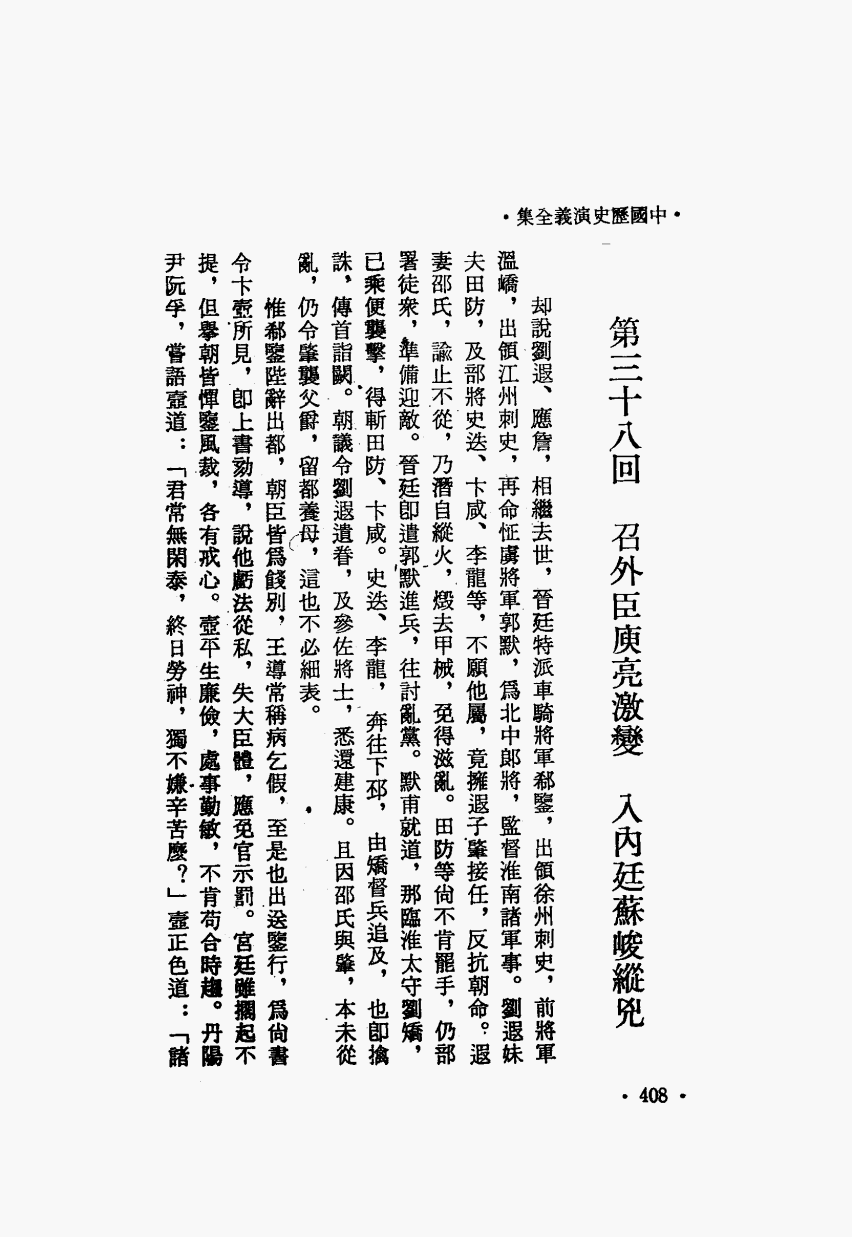 ·中國歷史演義全集·
第三十八回　召外臣庾亮激變　入內廷蘇峻縱兇
却說劉遐、應詹，相繼去世，晉廷特派車騎將軍郗鑒，出領徐州刺史，前將軍
溫嶠，出領江州刺史，再命怔虜將軍郭默，爲北中郎將，監督淮南諸軍事。劉遐妹
夫田防，及部將史迭、卞咸、李龍等，不願他屬，竟擁遐子肇接任，反抗朝命。遐
妻邵氏，諭止不從，乃潛自縱火，燬去甲械，免得滋亂。田防等尙不肯罷手，仍部
署徒衆，準備迎敵。晉廷卽遣郭默進兵，往討亂黨。默甫就道，那臨淮太守劉矯，
已乘便襲擊，得斬田防、卞咸。史迭、李龍，奔往下邳，由矯督兵追及，也卽擒
誅，傳首詣闕。朝議令劉遐遺眷，及參佐將士，悉還建康。且因邵氏與肇，本未從
亂，仍令肇襲父爵，留都養母，這也不必細表。
惟郗鑒陛辭出都，朝臣皆爲餞別，王導常稱病乞假，至是也出送鑒行，爲尙書
令卞壼所見，卽上書劾導，說他虧法從私，失大臣體，應免官示罰。宮廷雖擱起不
提，但舉朝皆憚鑒風裁，各有戒心。壼平生廉儉，處事勤敏，不肯苟合時趨。丹陽
尹阮孚，嘗語壼道：「君常無閑泰，終日勞神，獨不嫌辛苦麼？」壼正色道：「諸
·408·